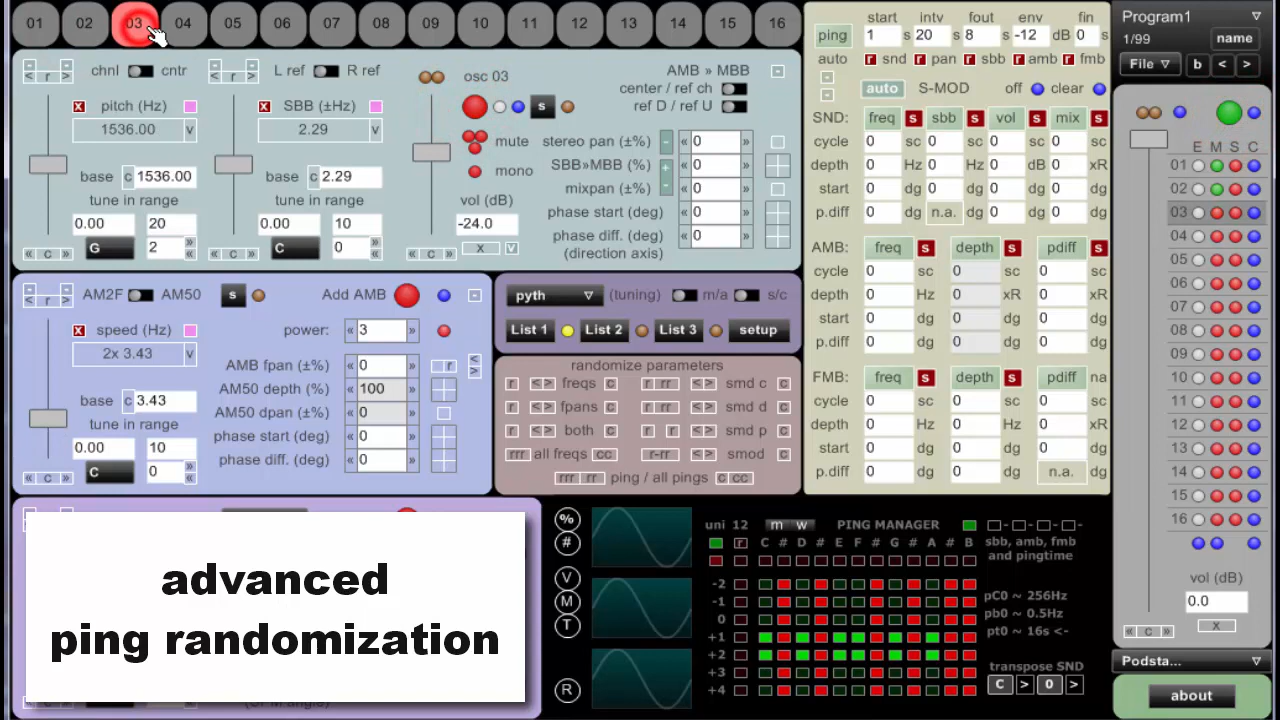 01 02 03 04 05 06 07 08 09 10 11 12 13 14 15 16
- - chnl cntr - - L ref R ref osc 03 AMB » MBB -
< r > < r > center / ref ch
x pitch (Hz) x SBB (±Hz) s ref D / ref U
1536.00 v 2.29 v mute stereo pan (±%) - « 0 »
base c 1536.00 base c 2.29 mono SBB»MBB (±%) + « 0 »
tune in range tune in range vol (dB) mixpan (±%) - « 0 »
0.00 20 0.00 10 -24.0 phase start (deg) « 0 »
G 2 C 0 x v phase diff. (deg) « 0 »
< c > < c > < c > (direction axis)
- - AM2F AM50 s Add AMB -
< r >
x speed (Hz) power: « 3 »
2x 3.43 v AMB fpan (±%) « 0 » r < >
base c 3.43 AM50 depth (%) « 100 »
tune in range AM50 dpan (±%) « 0 »
0.00 10 phase start (deg) « 0 »
C 0 phase diff. (deg) « 0 »
< c >
pyth ▽ (tuning) m/a s/c
List 1 List 2 List 3 setup
randomize parameters
r < > freqs c r rr < > smd c c
r < > fpans c r rr < > smd d c
r < > both c r r < > smd p c
rrr all freqs cc r-rr smod c
rrr rr ping / all pings c cc
start intv fout env fin
ping 1 s 20 s 8 s -12 dB 0 s
auto r snd r pan r sbb r amb r fmb
- - auto S-MOD off clear
SND: freq s sbb s vol s mix s
cycle 0 sc 0 sc 0 sc 0 sc
depth 0 Hz 0 Hz 0 dB 0 xR
start 0 dg 0 dg 0 dg 0 dg
p.diff 0 dg n.a. 0 dg 0 dg
AMB: freq s depth s pdiff s
cycle 0 sc 0 sc 0 sc
depth 0 Hz 0 xR 0 dg
start 0 dg 0 dg 0 dg
p.diff 0 dg 0 dg 0 dg
FMB: freq s depth s pdiff na
cycle 0 sc 0 sc 0 sc
depth 0 Hz 0 Hz 0 xR
start 0 dg 0 dg 0 dg
p.diff 0 dg 0 dg n.a. dg
Program1 ▽
1/99 name
File ▽ b < >
E M S C
01
02
03
04
05
06
07
08
09
10
11
12
13
14
15
16
vol (dB)
0.0
< c > x
Podsta... ▽
about
advanced
ping randomization
%
#
V
M
T
R
uni 12 m w PING MANAGER - - - -
r C # D # E F # G # A # B sbb, amb, fmb
and pingtime
-2
-1 pC0 ~ 256Hz
0 pb0 ~ 0.5Hz
+1 pt0 ~ 16s <-
+2
+3 transpose SND
+4 C > 0 >